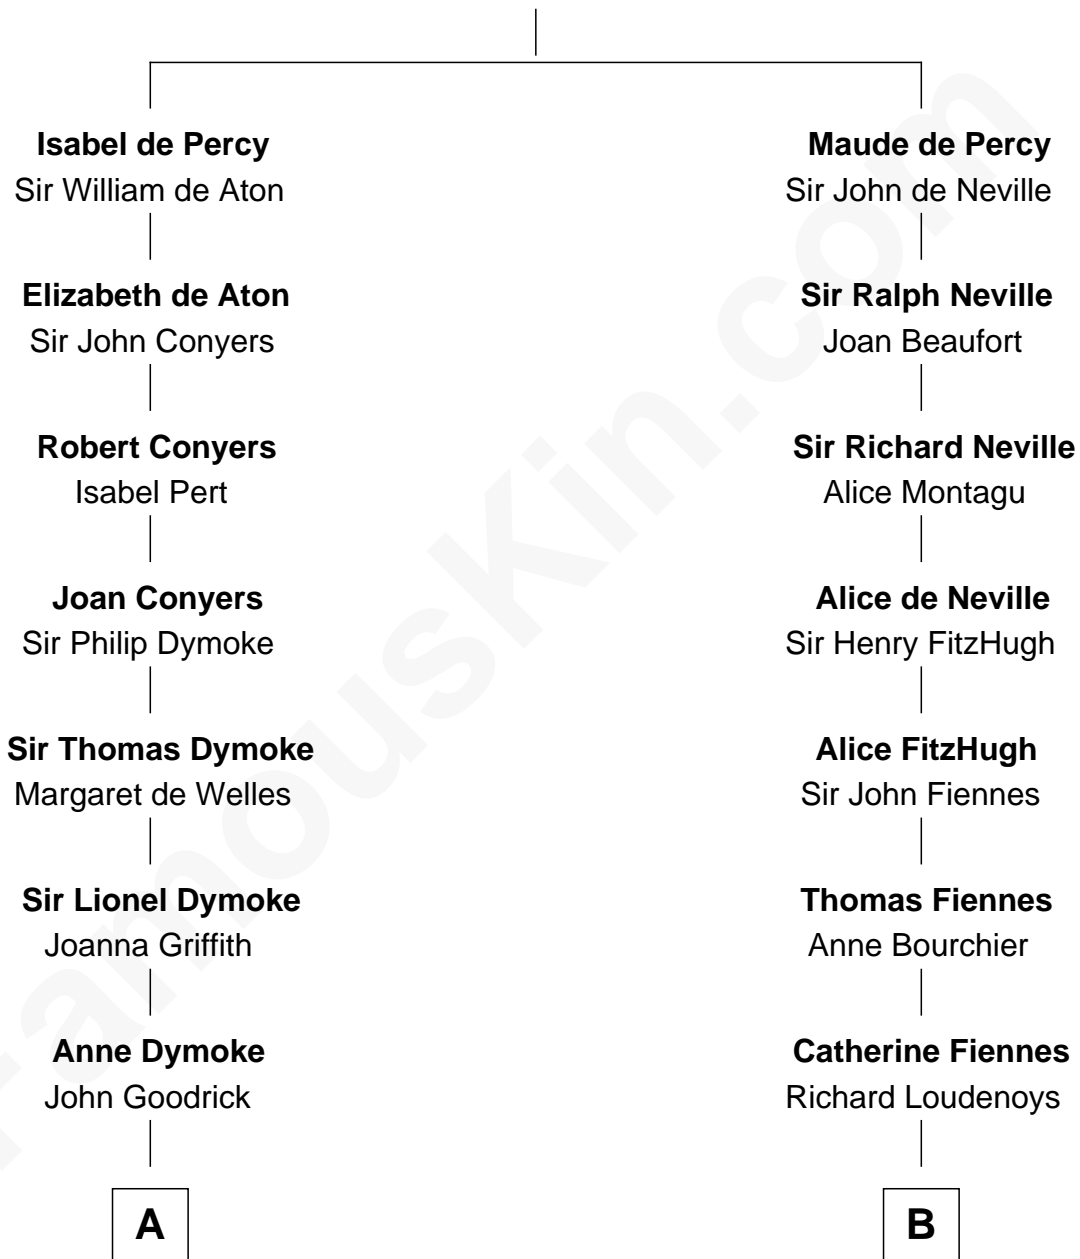 Isabel de Percy
Sir William de Aton
Maude de Percy
Sir John de Neville
Elizabeth de Aton
Sir John Conyers
Sir Ralph Neville
Joan Beaufort
Robert Conyers
Isabel Pert
Sir Richard Neville
Alice Montagu
Joan Conyers
Sir Philip Dymoke
Alice de Neville
Sir Henry FitzHugh
Sir Thomas Dymoke
Margaret de Welles
Alice FitzHugh
Sir John Fiennes
Sir Lionel Dymoke
Joanna Griffith
Thomas Fiennes
Anne Bourchier
Anne Dymoke
John Goodrick
Catherine Fiennes
Richard Loudenoys
A
B
FamousKin.com